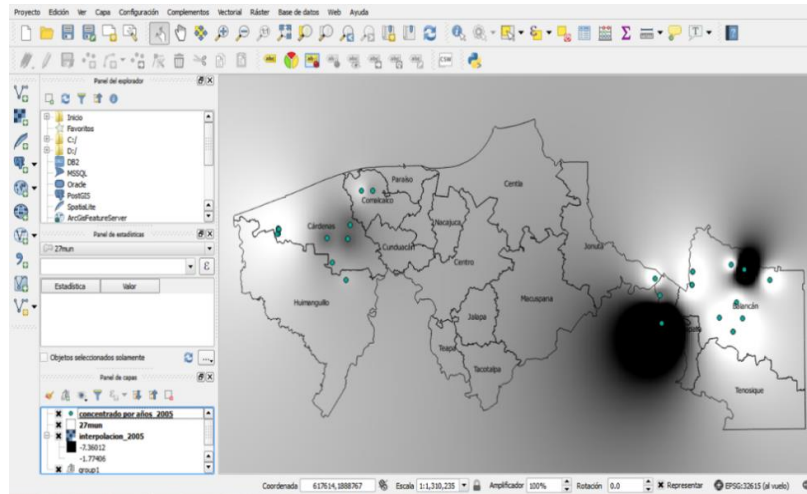 Proyecto Edición Ver Capa Configuración Complementos Vectorial Ráster Base de datos Web Ayuda
Panel del explorador
Inicio
Favoritos
C:/
D:/
DB2
MSSQL
Oracle
PostGIS
SpatiaLite
ArcGisFeatureServer
Panel de estadísticas
27mun
Estadística Valor
Objetos seleccionados solamente
Panel de capas
concentrado por años_2005
27mun
interpolacion_2005
-7.36012
-1.77406
group1
Paraíso
Comalcalco
Centla
Cárdenas
Nacajuca
Cunduacán
Centro
Jonuta
Huimanguillo
Macuspana
Balancán
Jalapa
Teapa
Tacotalpa
Tenosique
CSW
Coordenada 617614,1888767 Escala 1:1,310,235 Amplificador 100% Rotación 0.0 Representar EPSG:32615 (al vuelo)